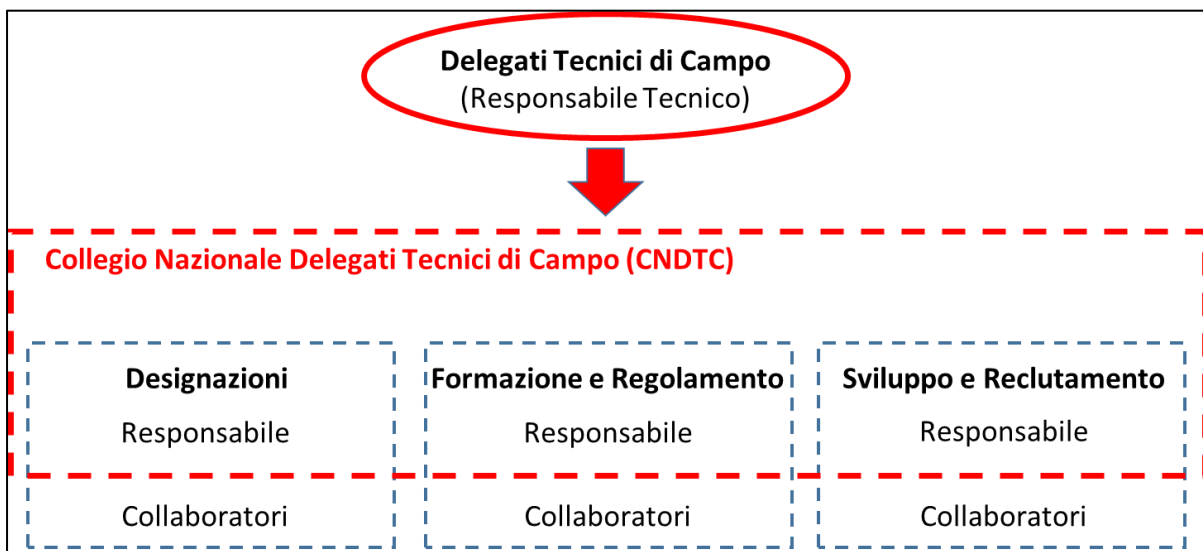 Delegati Tecnici di Campo
(Responsabile Tecnico)
Collegio Nazionale Delegati Tecnici di Campo (CNDTC)
Designazioni
Formazione e Regolamento
Sviluppo e Reclutamento
Responsabile
Responsabile
Responsabile
Collaboratori
Collaboratori
Collaboratori